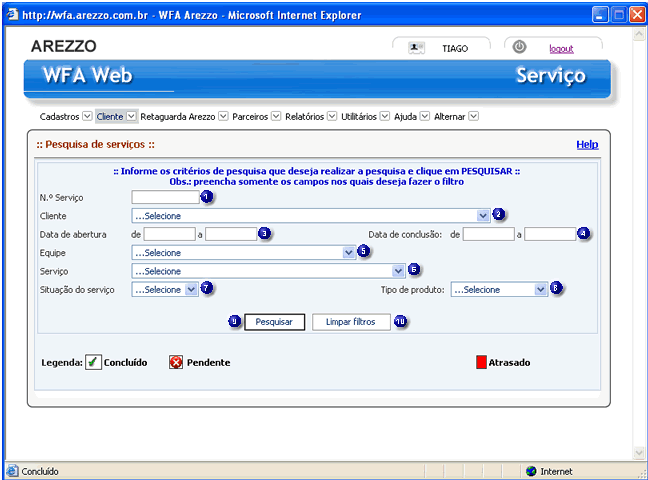 http://wfa.arezzo.com.br - WFA Arezzo - Microsoft Internet Explorer
AREZZO
TIAGO
logout
WFA Web
Serviço
Cadastros Cliente Retaguarda Arezzo Parceiros Relatórios Utilitários Ajuda Alternar
:: Pesquisa de serviços ::
Help
:: Informe os critérios de pesquisa que deseja realizar a pesquisa e clique em PESQUISAR ::
Obs.: preencha somente os campos nos quais deseja fazer o filtro
N.º Serviço 1
Cliente ...Selecione 2
Data de abertura de a 3 Data de conclusão: de a 4
Equipe ...Selecione 5
Serviço ...Selecione 6
Situação do serviço ...Selecione 7 Tipo de produto: ...Selecione 8
9 Pesquisar Limpar filtros 10
Legenda: Concluído Pendente Atrasado
Concluído
Internet